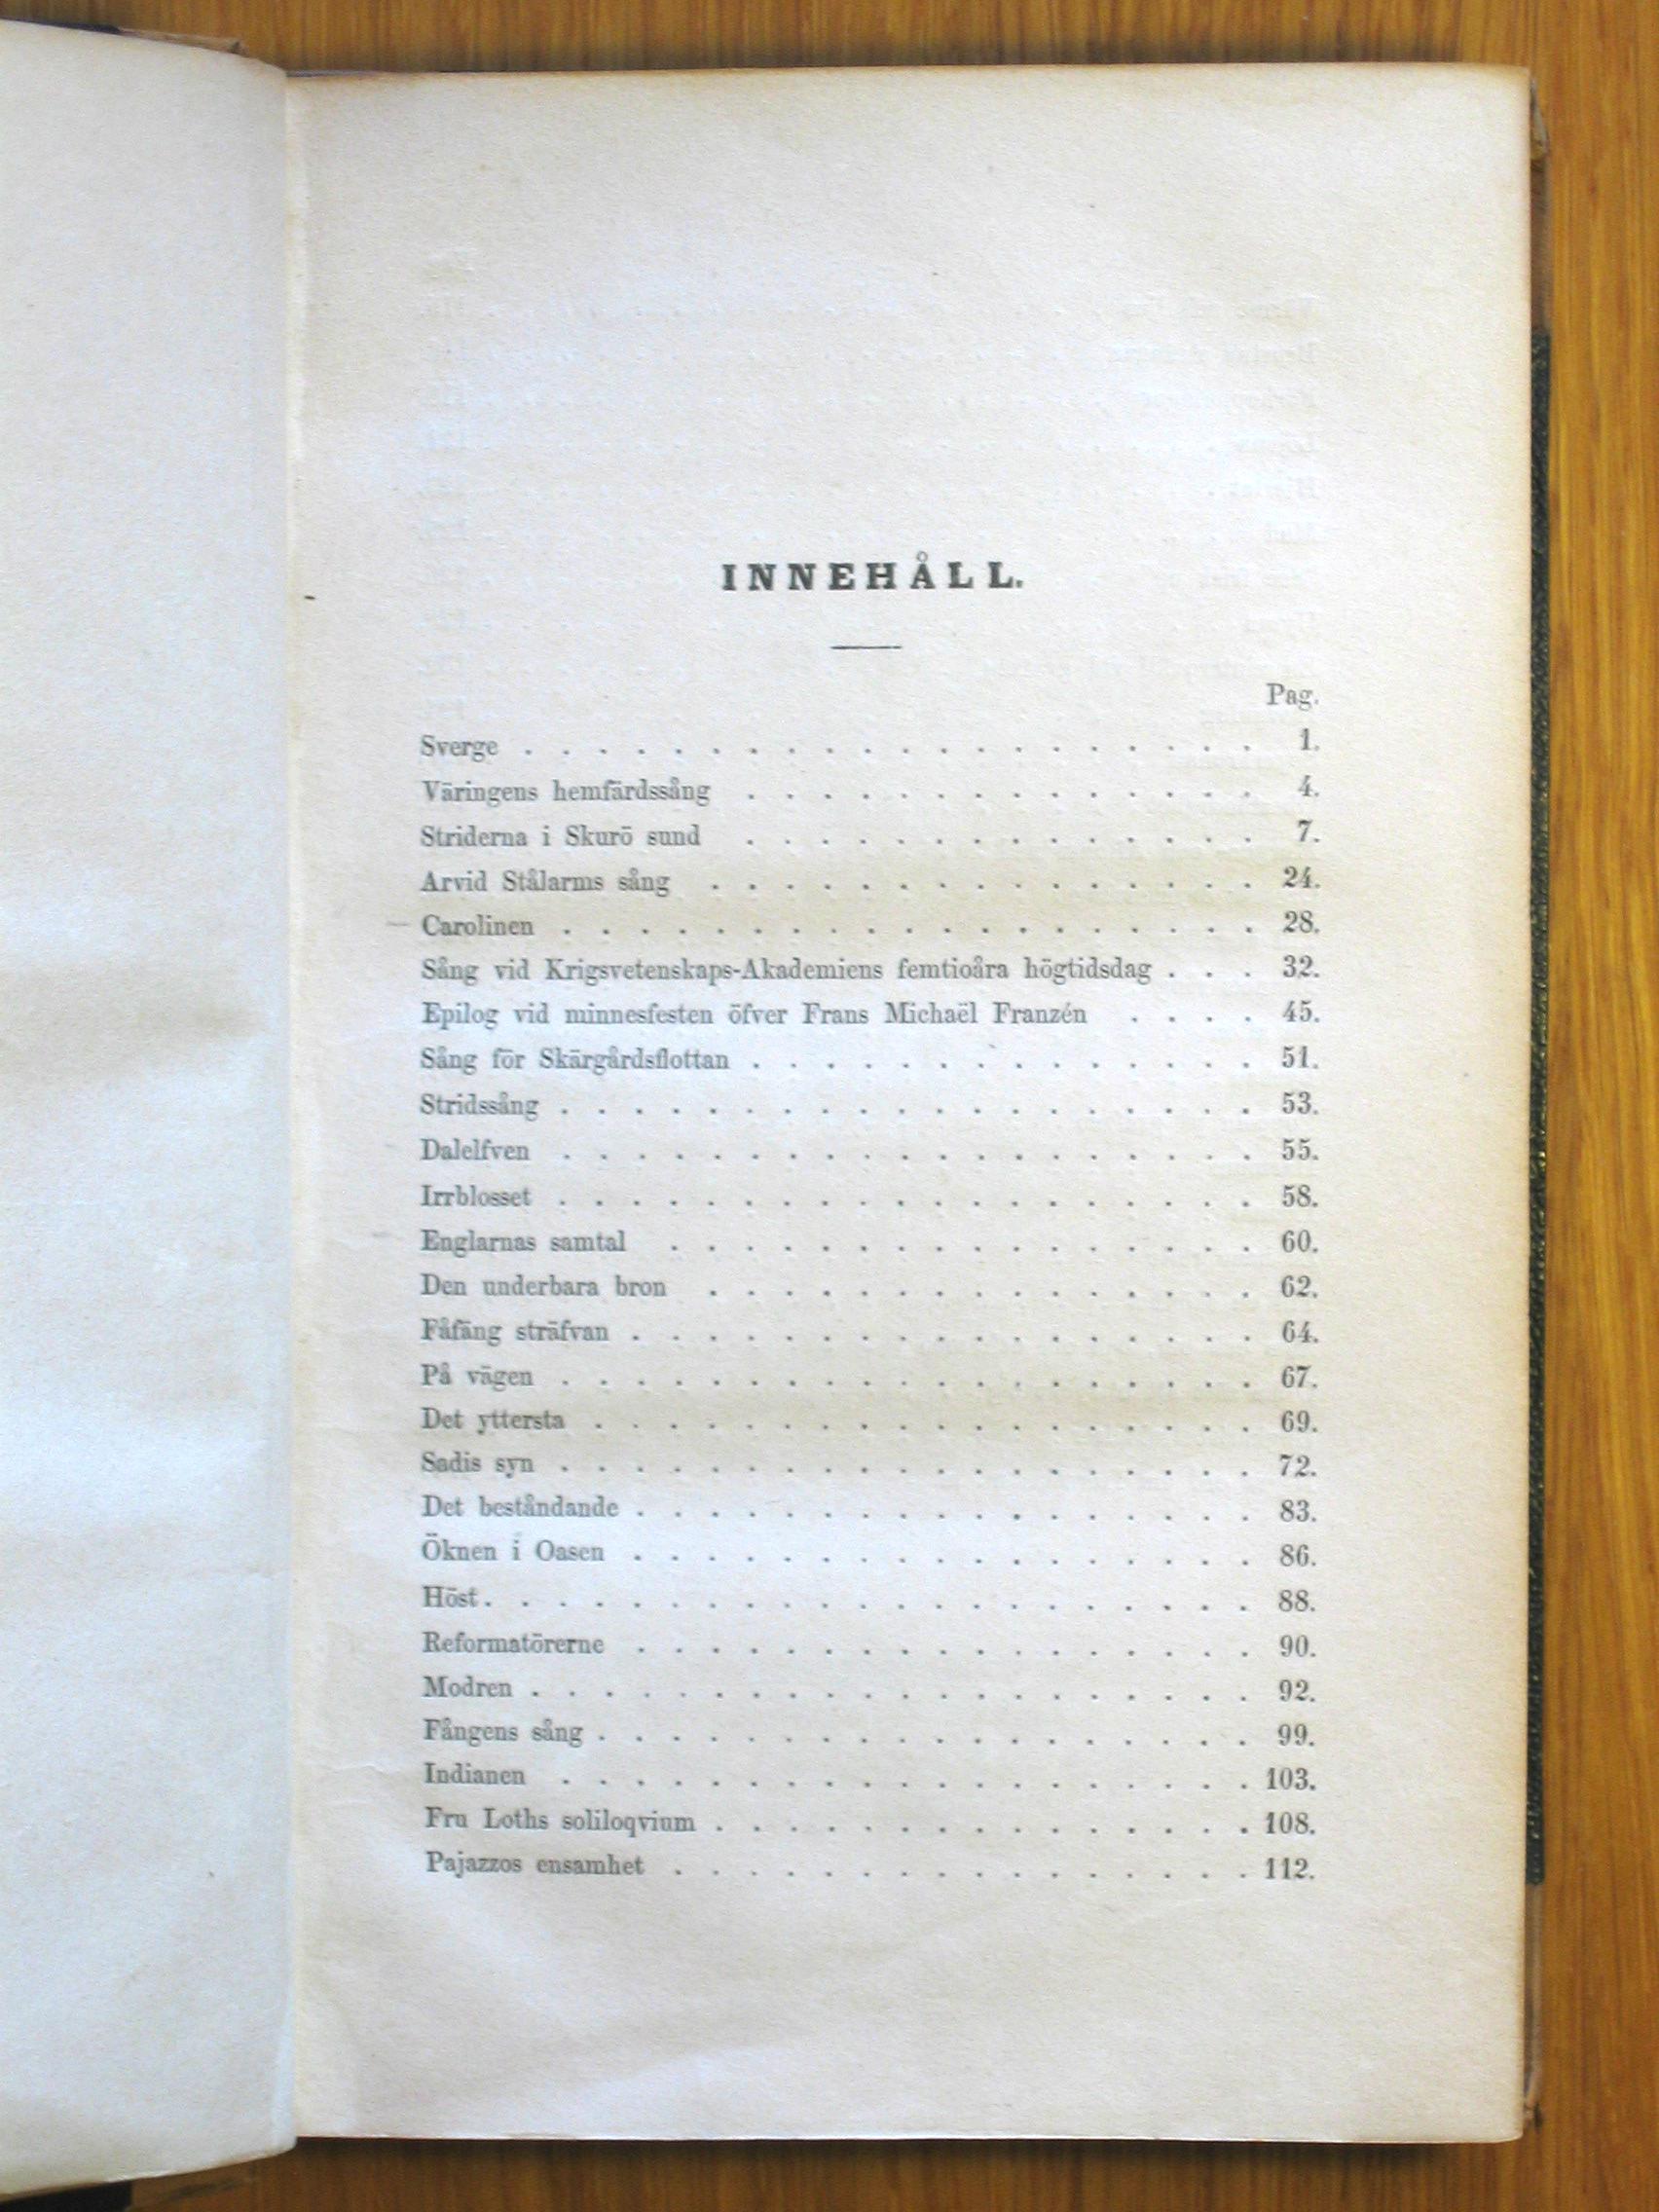 INNEHÅLL.
Pag.
Sverge . . . . . . . . . . . . . . . . . . . . 1.
Väringens hemfärdssång . . . . . . . . . . . . . . 4.
Striderna i Skurö sund . . . . . . . . . . . . . . 7.
Arvid Stålarms sång . . . . . . . . . . . . . . . 24.
Carolinen . . . . . . . . . . . . . . . . . . . 28.
Sång vid Krigsvetenskaps-Akademiens femtioåra högtidsdag . . . 32.
Epilog vid minnesfesten öfver Frans Michaël Franzén . . . . 45.
Sång för Skärgårdsflottan . . . . . . . . . . . . . . 51.
Stridssång . . . . . . . . . . . . . . . . . . . 53.
Dalelfven . . . . . . . . . . . . . . . . . . . 55.
Irrblosset . . . . . . . . . . . . . . . . . . . 58.
Englarnas samtal . . . . . . . . . . . . . . . . 60.
Den underbara bron . . . . . . . . . . . . . . . 62.
Fåfäng sträfvan . . . . . . . . . . . . . . . . . 64.
På vägen . . . . . . . . . . . . . . . . . . . 67.
Det yttersta . . . . . . . . . . . . . . . . . . 69.
Sadis syn . . . . . . . . . . . . . . . . . . . 72.
Det beståndande . . . . . . . . . . . . . . . . . 83.
Öknen i Oasen . . . . . . . . . . . . . . . . . 86.
Höst . . . . . . . . . . . . . . . . . . . . . 88.
Reformatörerne . . . . . . . . . . . . . . . . . 90.
Modren . . . . . . . . . . . . . . . . . . . . 92.
Fångens sång . . . . . . . . . . . . . . . . . . 99.
Indianen . . . . . . . . . . . . . . . . . . . 103.
Fru Loths soliloqvium . . . . . . . . . . . . . . . 108.
Pajazzos ensamhet . . . . . . . . . . . . . . . . 112.